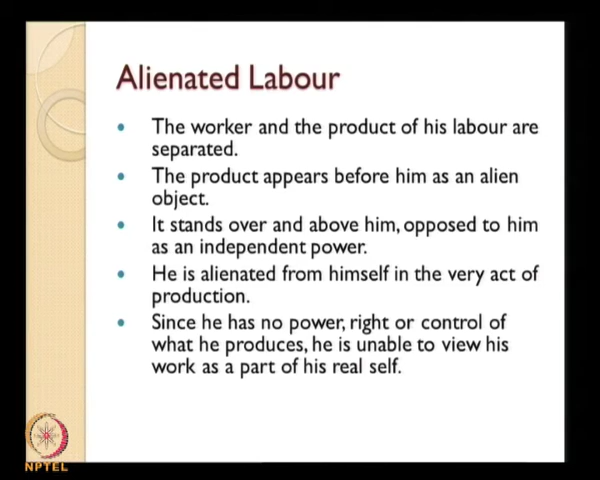 Alienated Labour
• The worker and the product of his labour are
separated.
• The product appears before him as an alien
object.
• It stands over and above him, opposed to him
as an independent power.
• He is alienated from himself in the very act of
production.
• Since he has no power, right or control of
what he produces, he is unable to view his
work as a part of his real self.
NPTEL